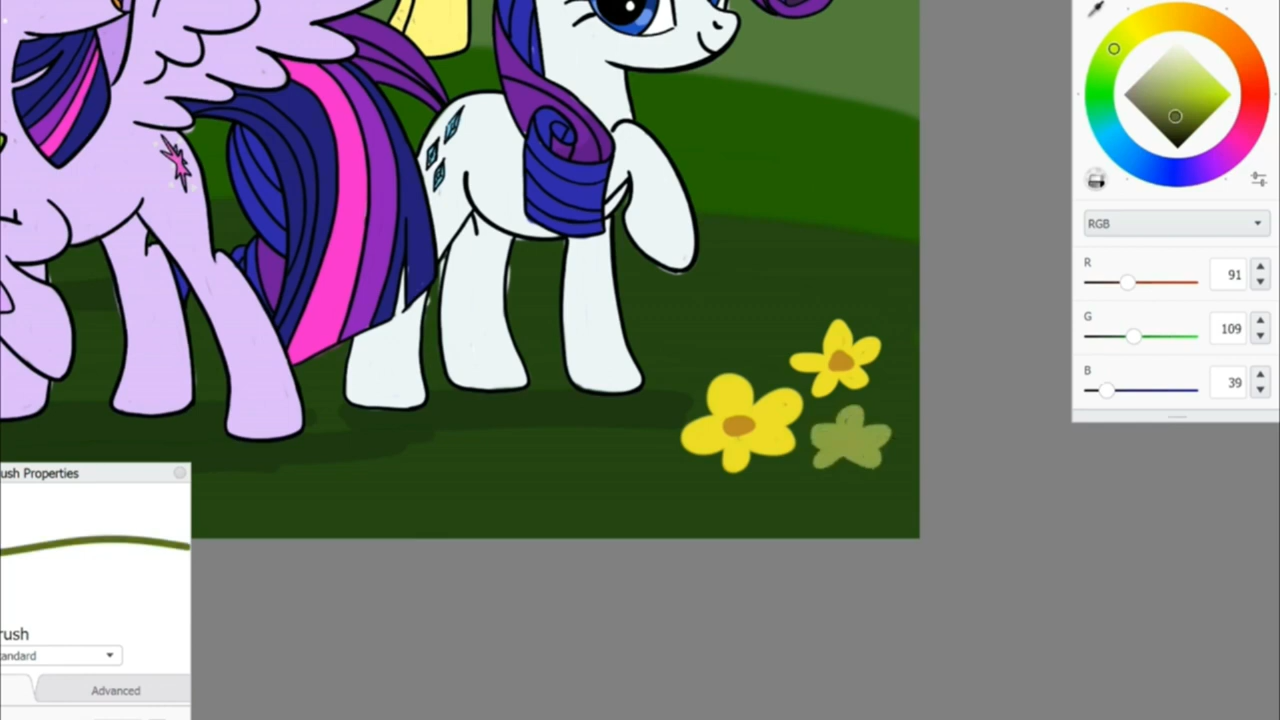 RGB
R 91
G 109
B 39
ush Properties
rush
andard
Advanced